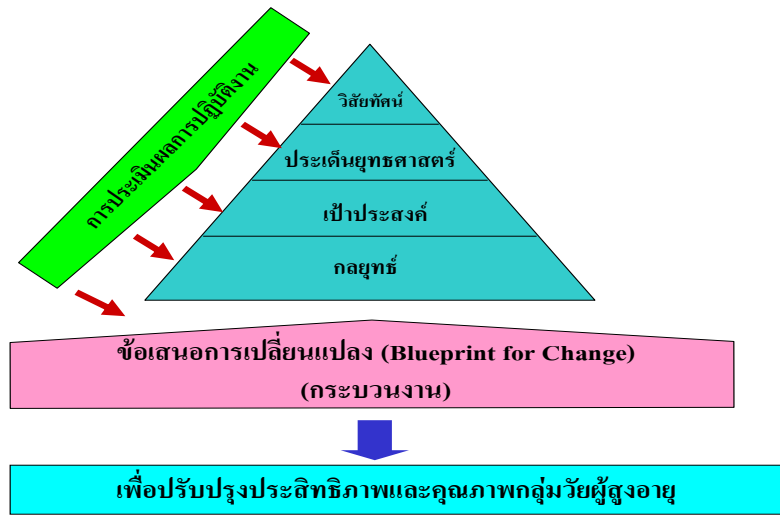 การประเมินผลการปฏิบัติงาน
วิสัยทัศน์
ประเด็นยุทธศาสตร์
เป้าประสงค์
กลยุทธ์
ข้อเสนอการเปลี่ยนแปลง (Blueprint for Change)
(กระบวนงาน)
เพื่อปรับปรุงประสิทธิภาพและคุณภาพกลุ่มวัยผู้สูงอายุ